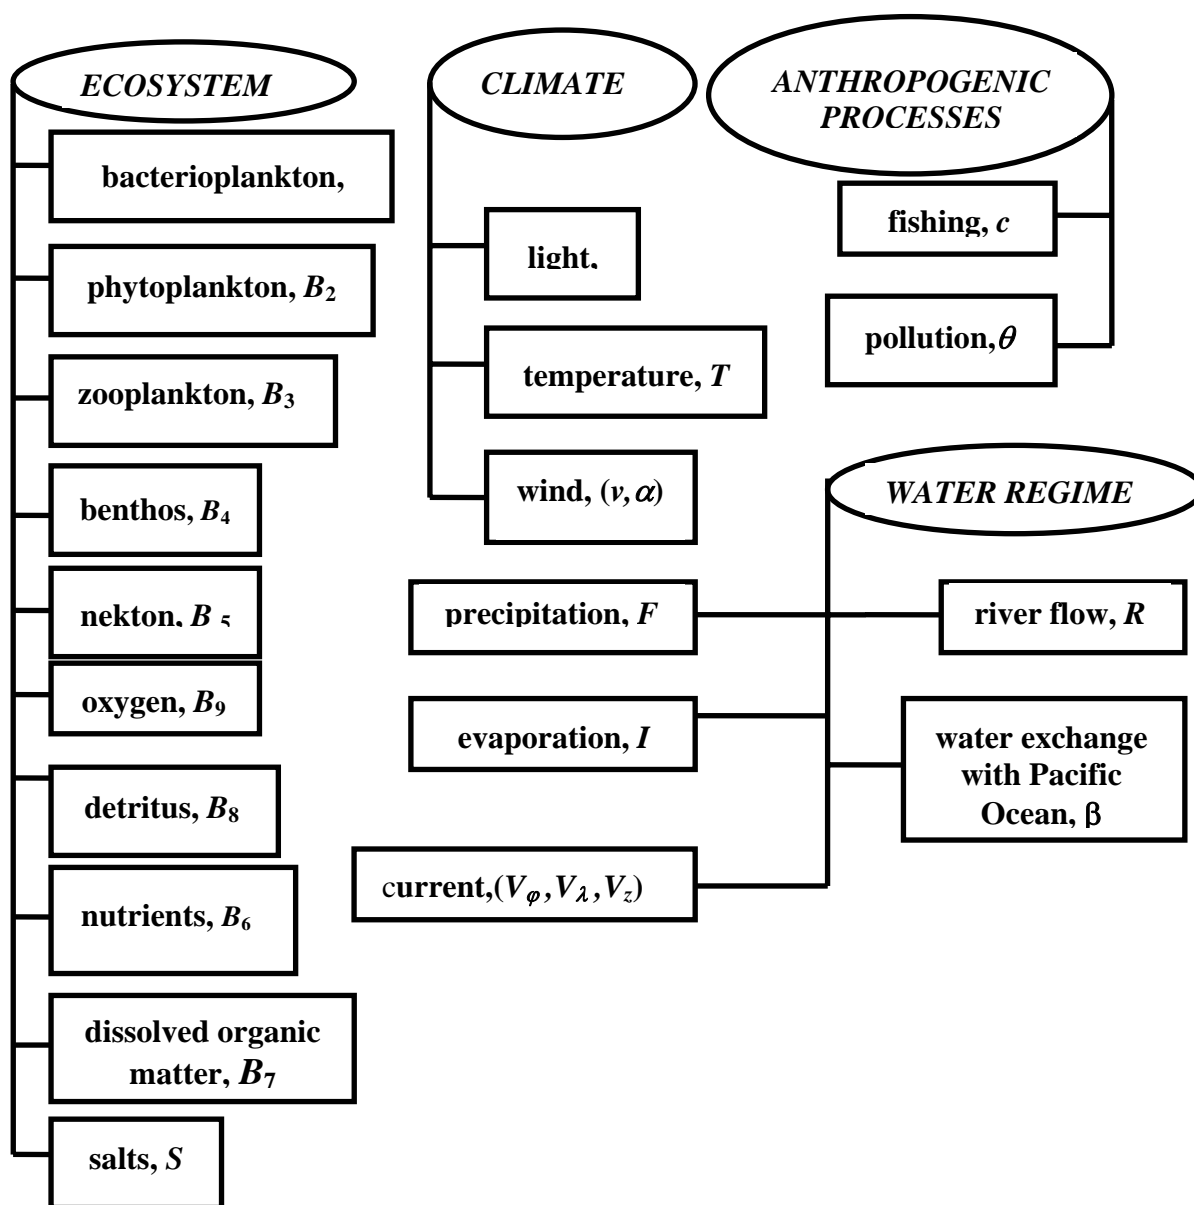 ECOSYSTEM
bacterioplankton,
phytoplankton, B₂
zooplankton, B₃
benthos, B₄
nekton, B ₅
oxygen, B₉
detritus, B₈
nutrients, B₆
dissolved organic
matter, B₇
salts, S
CLIMATE
light,
temperature, T
wind, (v, α)
ANTHROPOGENIC
PROCESSES
fishing, c
pollution, θ
WATER REGIME
precipitation, F
evaporation, I
current,(Vφ, Vλ, Vz)
river flow, R
water exchange
with Pacific
Ocean, β